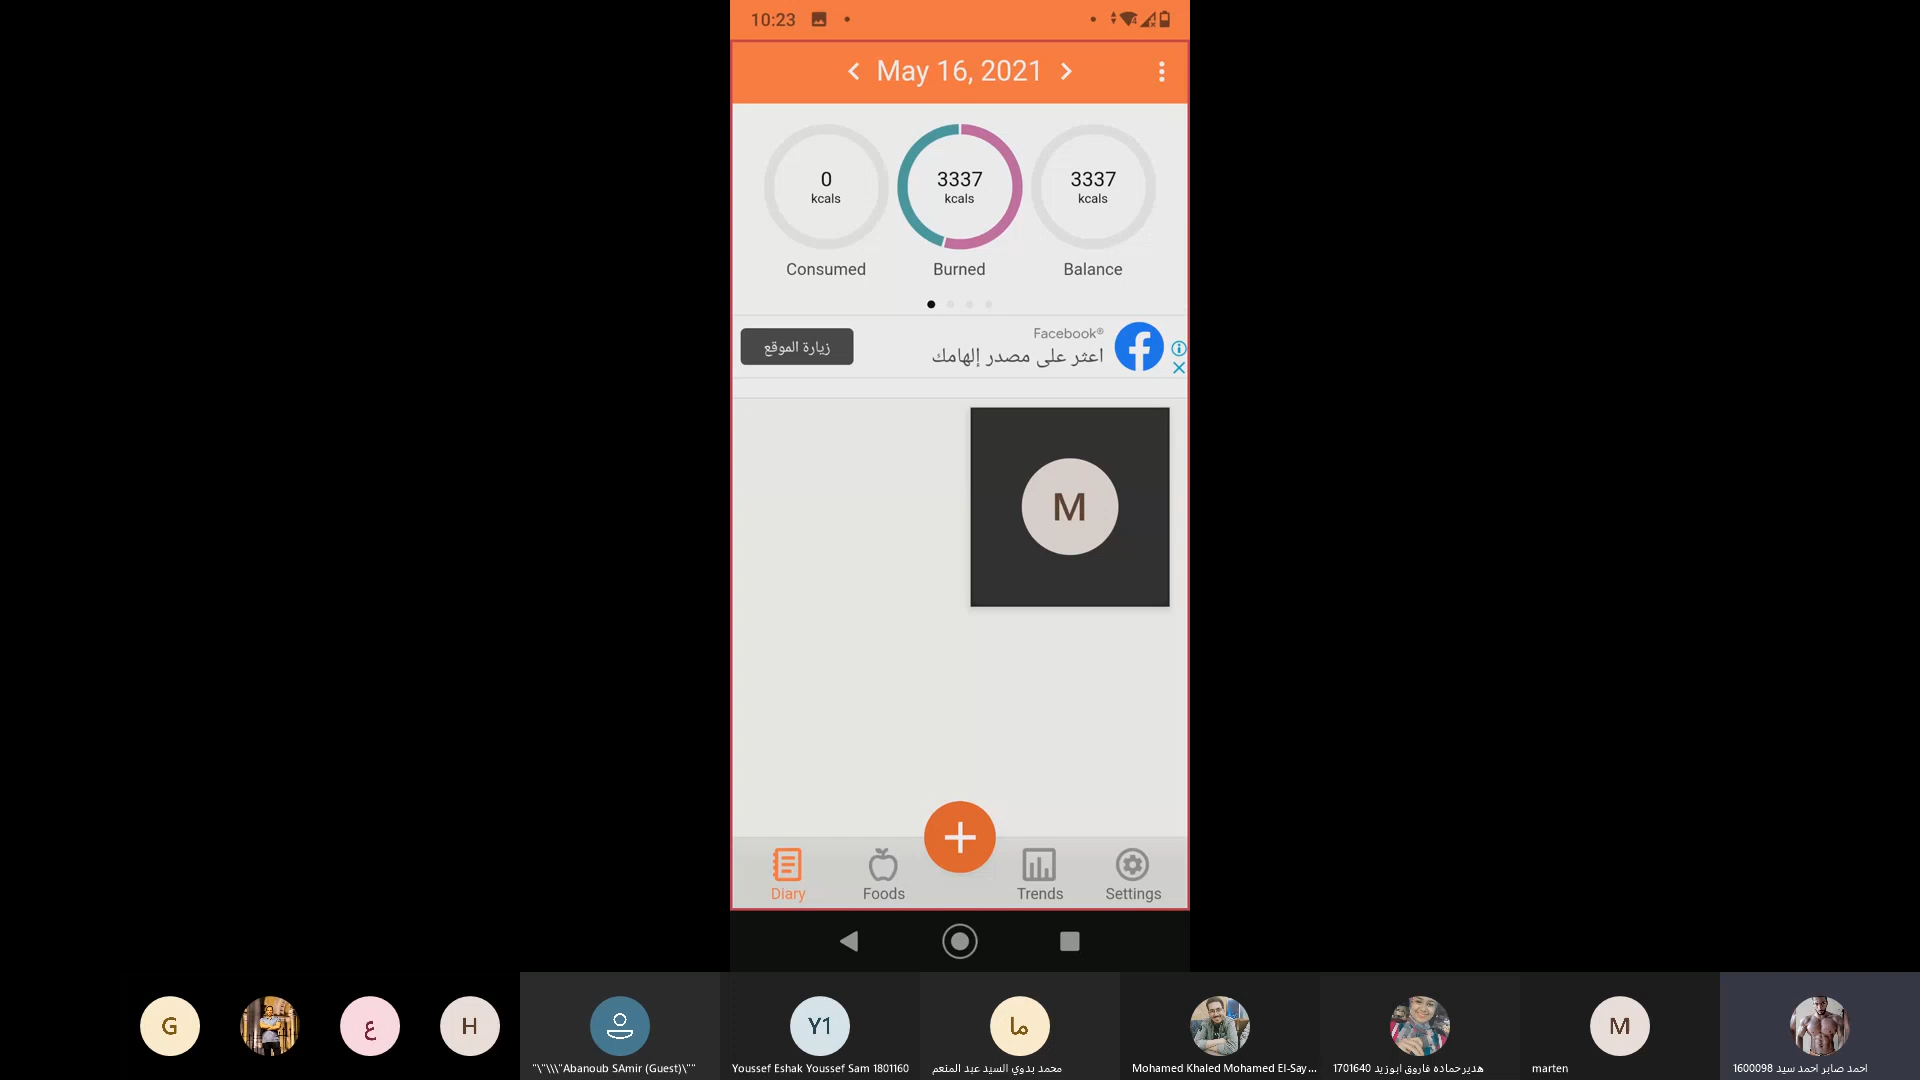 10:23
May 16, 2021
0
kcals
3337
kcals
3337
kcals
Consumed
Burned
Balance
Facebook®
اعثر على مصدر إلهامك
زيارة الموقع
M
Diary
Foods
Trends
Settings
G
ع
H
Y1
ما
M
"\"\\\"Abanoub SAmir (Guest)\""
Youssef Eshak Youssef Sam 1801160
محمد بدوي السيد عبد المنعم
Mohamed Khaled Mohamed El-Say...
هديرحماده فاروق ابوزيد 1701640
marten
احمد صابر احمد سيد 1600098